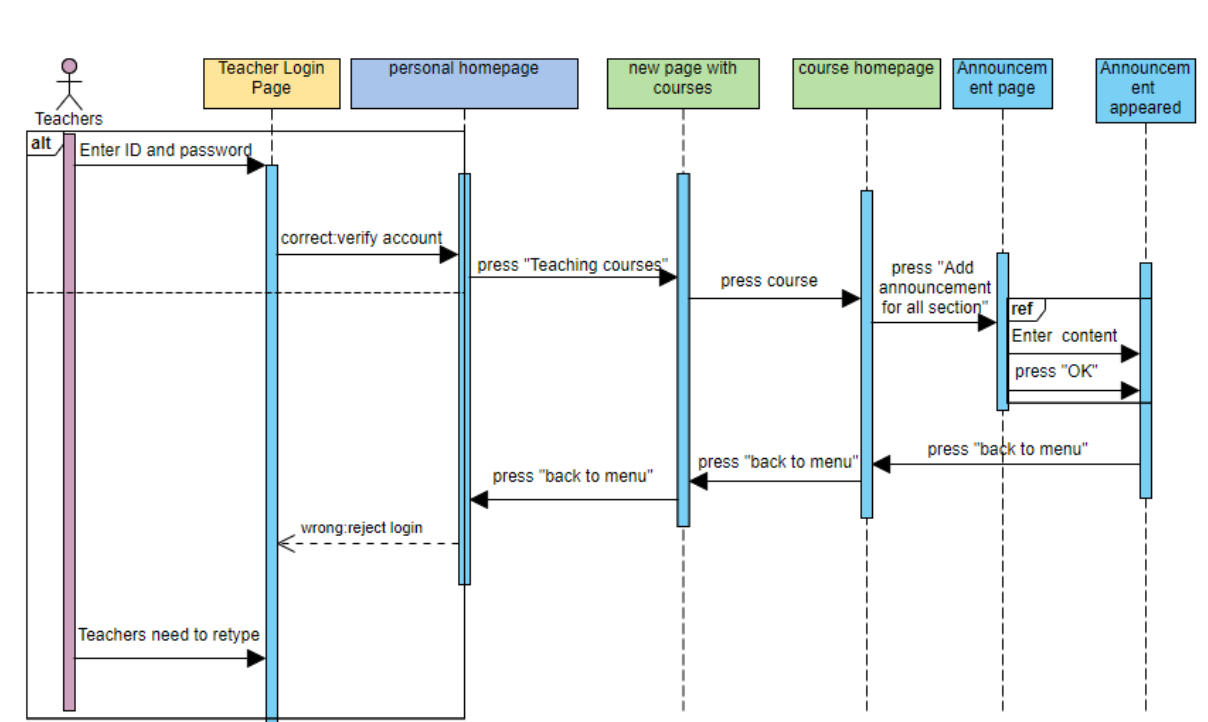 Teachers
Teacher Login
Page
personal homepage
new page with
courses
course homepage
Announcem
ent page
Announcem
ent
appeared
alt
Enter ID and password
correct:verify account
press "Teaching courses"
press course
press "Add
announcement
for all section"
ref
Enter content
press "OK"
press "back to menu"
press "back to menu"
press "back to menu"
wrong:reject login
Teachers need to retype